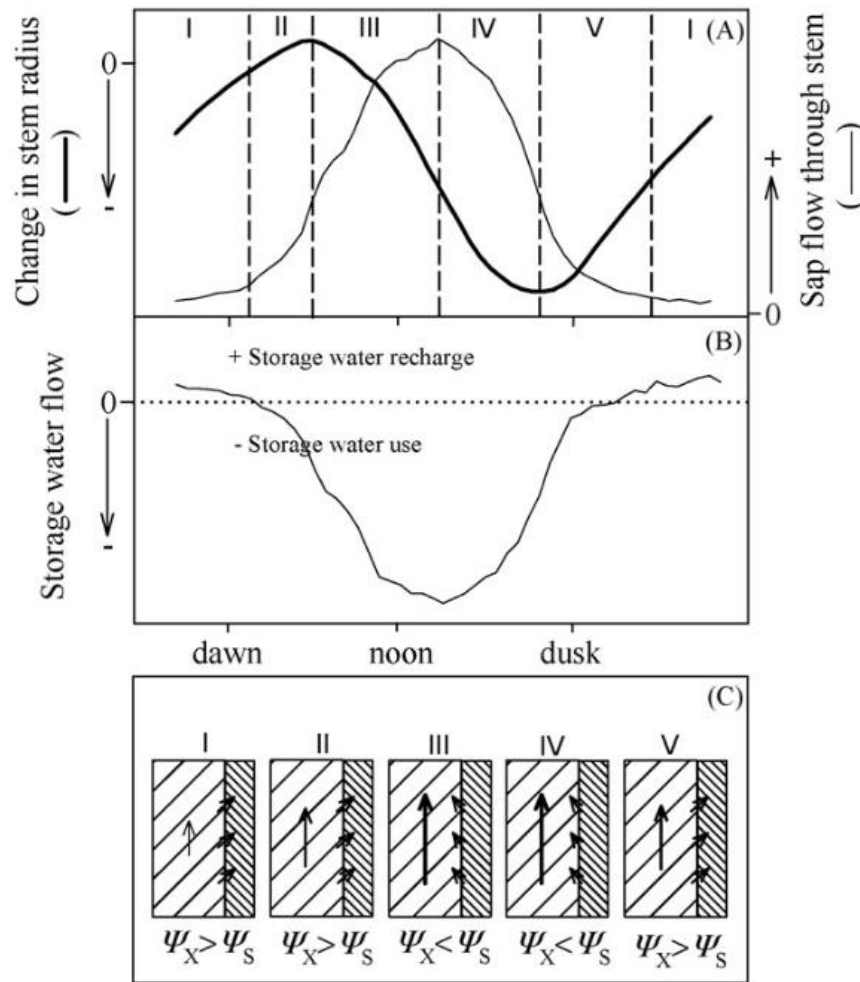 I II III IV V I (A)
0
-
Change in stem radius
(—)
+
0
Sap flow through stem
(—)
(B)
+ Storage water recharge
0
- Storage water use
-
Storage water flow
dawn noon dusk
(C)
I II III IV V
ΨX > ΨS ΨX > ΨS ΨX < ΨS ΨX < ΨS ΨX > ΨS